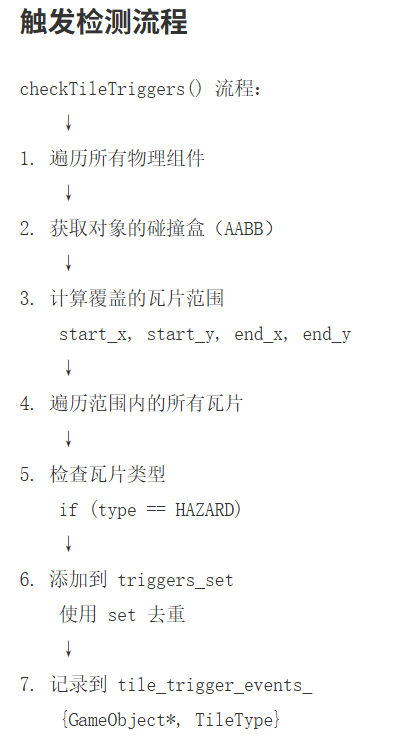 触发检测流程
checkTileTriggers() 流程：
↓
1. 遍历所有物理组件
↓
2. 获取对象的碰撞盒（AABB）
↓
3. 计算覆盖的瓦片范围
start_x, start_y, end_x, end_y
↓
4. 遍历范围内的所有瓦片
↓
5. 检查瓦片类型
if (type == HAZARD)
↓
6. 添加到 triggers_set
使用 set 去重
↓
7. 记录到 tile_trigger_events_
{GameObject*, TileType}